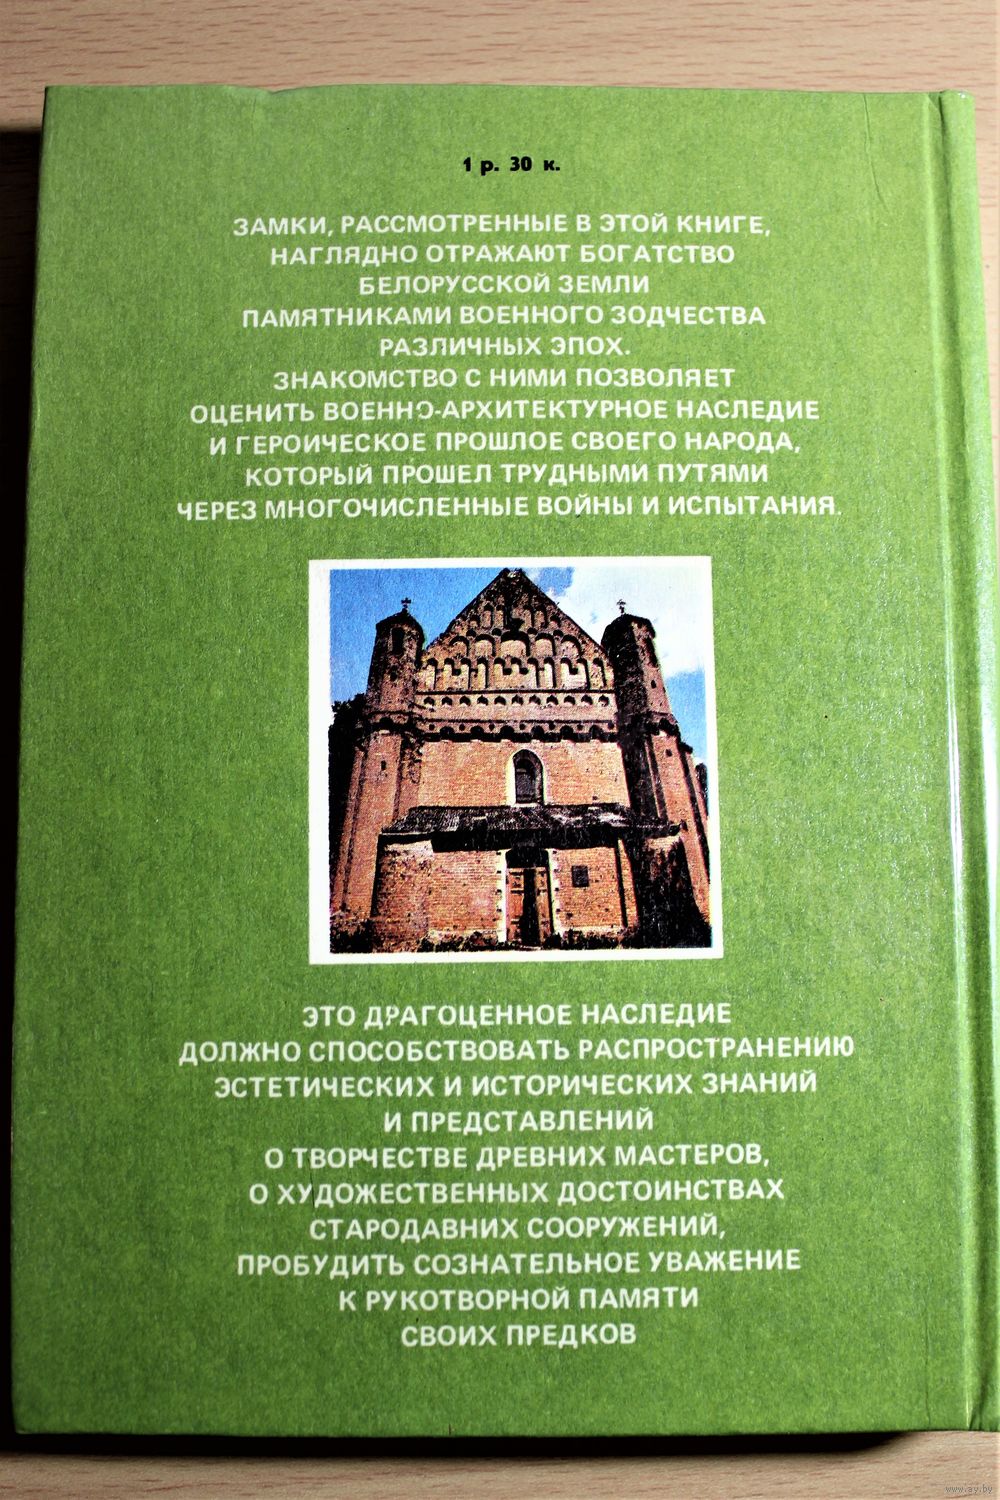 1 р. 30 к.
ЗАМКИ, РАССМОТРЕННЫЕ В ЭТОЙ КНИГЕ,
НАГЛЯДНО ОТРАЖАЮТ БОГАТСТВО
БЕЛОРУССКОЙ ЗЕМЛИ
ПАМЯТНИКАМИ ВОЕННОГО ЗОДЧЕСТВА
РАЗЛИЧНЫХ ЭПОХ.
ЗНАКОМСТВО С НИМИ ПОЗВОЛЯЕТ
ОЦЕНИТЬ ВОЕННО-АРХИТЕКТУРНОЕ НАСЛЕДИЕ
И ГЕРОИЧЕСКОЕ ПРОШЛОЕ СВОЕГО НАРОДА,
КОТОРЫЙ ПРОШЕЛ ТРУДНЫМИ ПУТЯМИ
ЧЕРЕЗ МНОГОЧИСЛЕННЫЕ ВОЙНЫ И ИСПЫТАНИЯ.
ЭТО ДРАГОЦЕННОЕ НАСЛЕДИЕ
ДОЛЖНО СПОСОБСТВОВАТЬ РАСПРОСТРАНЕНИЮ
ЭСТЕТИЧЕСКИХ И ИСТОРИЧЕСКИХ ЗНАНИЙ
И ПРЕДСТАВЛЕНИЙ
О ТВОРЧЕСТВЕ ДРЕВНИХ МАСТЕРОВ,
О ХУДОЖЕСТВЕННЫХ ДОСТОИНСТВАХ
СТАРОДАВНИХ СООРУЖЕНИЙ,
ПРОБУДИТЬ СОЗНАТЕЛЬНОЕ УВАЖЕНИЕ
К РУКОТВОРНОЙ ПАМЯТИ
СВОИХ ПРЕДКОВ
www.ay.by